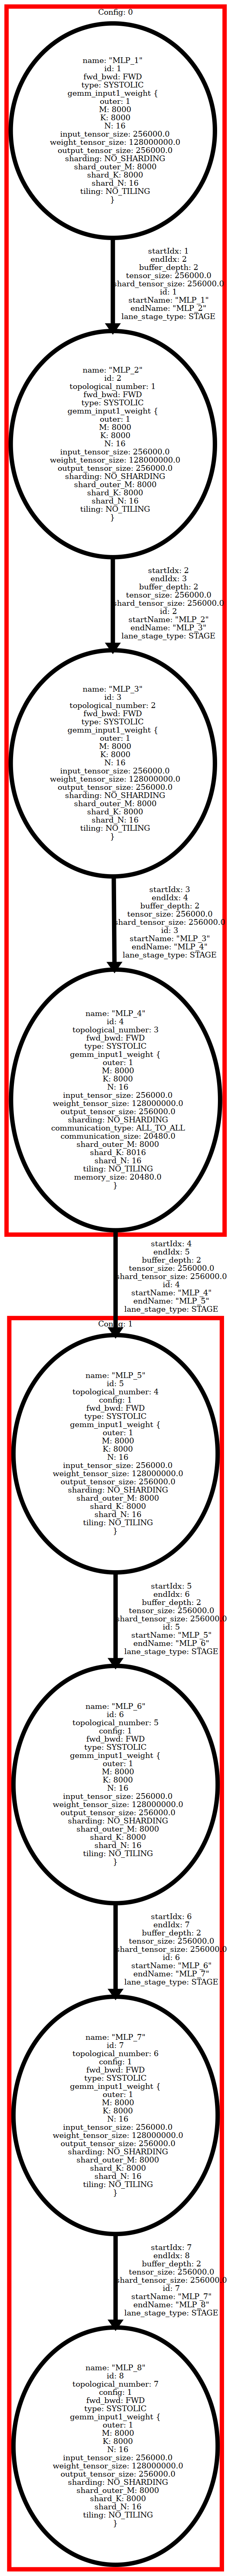 Config: 0
name: "MLP_1"
id: 1
fwd_bwd: FWD
type: SYSTOLIC
gemm_input1_weight {
outer: 1
M: 8000
K: 8000
N: 16
input_tensor_size: 256000.0
weight_tensor_size: 128000000.0
output_tensor_size: 256000.0
sharding: NO_SHARDING
shard_outer_M: 8000
shard_K: 8000
shard_N: 16
tiling: NO_TILING
}
startIdx: 1
endIdx: 2
buffer_depth: 2
tensor_size: 256000.0
shard_tensor_size: 256000.0
id: 1
startName: "MLP_1"
endName: "MLP_2"
lane_stage_type: STAGE
name: "MLP_2"
id: 2
topological_number: 1
fwd_bwd: FWD
type: SYSTOLIC
gemm_input1_weight {
outer: 1
M: 8000
K: 8000
N: 16
input_tensor_size: 256000.0
weight_tensor_size: 128000000.0
output_tensor_size: 256000.0
sharding: NO_SHARDING
shard_outer_M: 8000
shard_K: 8000
shard_N: 16
tiling: NO_TILING
}
startIdx: 2
endIdx: 3
buffer_depth: 2
tensor_size: 256000.0
shard_tensor_size: 256000.0
id: 2
startName: "MLP_2"
endName: "MLP_3"
lane_stage_type: STAGE
name: "MLP_3"
id: 3
topological_number: 2
fwd_bwd: FWD
type: SYSTOLIC
gemm_input1_weight {
outer: 1
M: 8000
K: 8000
N: 16
input_tensor_size: 256000.0
weight_tensor_size: 128000000.0
output_tensor_size: 256000.0
sharding: NO_SHARDING
shard_outer_M: 8000
shard_K: 8000
shard_N: 16
tiling: NO_TILING
}
startIdx: 3
endIdx: 4
buffer_depth: 2
tensor_size: 256000.0
shard_tensor_size: 256000.0
id: 3
startName: "MLP_3"
endName: "MLP_4"
lane_stage_type: STAGE
name: "MLP_4"
id: 4
topological_number: 3
fwd_bwd: FWD
type: SYSTOLIC
gemm_input1_weight {
outer: 1
M: 8000
K: 8000
N: 16
input_tensor_size: 256000.0
weight_tensor_size: 128000000.0
output_tensor_size: 256000.0
sharding: NO_SHARDING
communication_type: ALL_TO_ALL
communication_size: 20480.0
shard_outer_M: 8000
shard_K: 8016
shard_N: 16
tiling: NO_TILING
memory_size: 20480.0
}
startIdx: 4
endIdx: 5
buffer_depth: 2
tensor_size: 256000.0
shard_tensor_size: 256000.0
id: 4
startName: "MLP_4"
endName: "MLP_5"
lane_stage_type: STAGE
Config: 1
name: "MLP_5"
id: 5
topological_number: 4
config: 1
fwd_bwd: FWD
type: SYSTOLIC
gemm_input1_weight {
outer: 1
M: 8000
K: 8000
N: 16
input_tensor_size: 256000.0
weight_tensor_size: 128000000.0
output_tensor_size: 256000.0
sharding: NO_SHARDING
shard_outer_M: 8000
shard_K: 8000
shard_N: 16
tiling: NO_TILING
}
startIdx: 5
endIdx: 6
buffer_depth: 2
tensor_size: 256000.0
shard_tensor_size: 256000.0
id: 5
startName: "MLP_5"
endName: "MLP_6"
lane_stage_type: STAGE
name: "MLP_6"
id: 6
topological_number: 5
config: 1
fwd_bwd: FWD
type: SYSTOLIC
gemm_input1_weight {
outer: 1
M: 8000
K: 8000
N: 16
input_tensor_size: 256000.0
weight_tensor_size: 128000000.0
output_tensor_size: 256000.0
sharding: NO_SHARDING
shard_outer_M: 8000
shard_K: 8000
shard_N: 16
tiling: NO_TILING
}
startIdx: 6
endIdx: 7
buffer_depth: 2
tensor_size: 256000.0
shard_tensor_size: 256000.0
id: 6
startName: "MLP_6"
endName: "MLP_7"
lane_stage_type: STAGE
name: "MLP_7"
id: 7
topological_number: 6
config: 1
fwd_bwd: FWD
type: SYSTOLIC
gemm_input1_weight {
outer: 1
M: 8000
K: 8000
N: 16
input_tensor_size: 256000.0
weight_tensor_size: 128000000.0
output_tensor_size: 256000.0
sharding: NO_SHARDING
shard_outer_M: 8000
shard_K: 8000
shard_N: 16
tiling: NO_TILING
}
startIdx: 7
endIdx: 8
buffer_depth: 2
tensor_size: 256000.0
shard_tensor_size: 256000.0
id: 7
startName: "MLP_7"
endName: "MLP_8"
lane_stage_type: STAGE
name: "MLP_8"
id: 8
topological_number: 7
config: 1
fwd_bwd: FWD
type: SYSTOLIC
gemm_input1_weight {
outer: 1
M: 8000
K: 8000
N: 16
input_tensor_size: 256000.0
weight_tensor_size: 128000000.0
output_tensor_size: 256000.0
sharding: NO_SHARDING
shard_outer_M: 8000
shard_K: 8000
shard_N: 16
tiling: NO_TILING
}